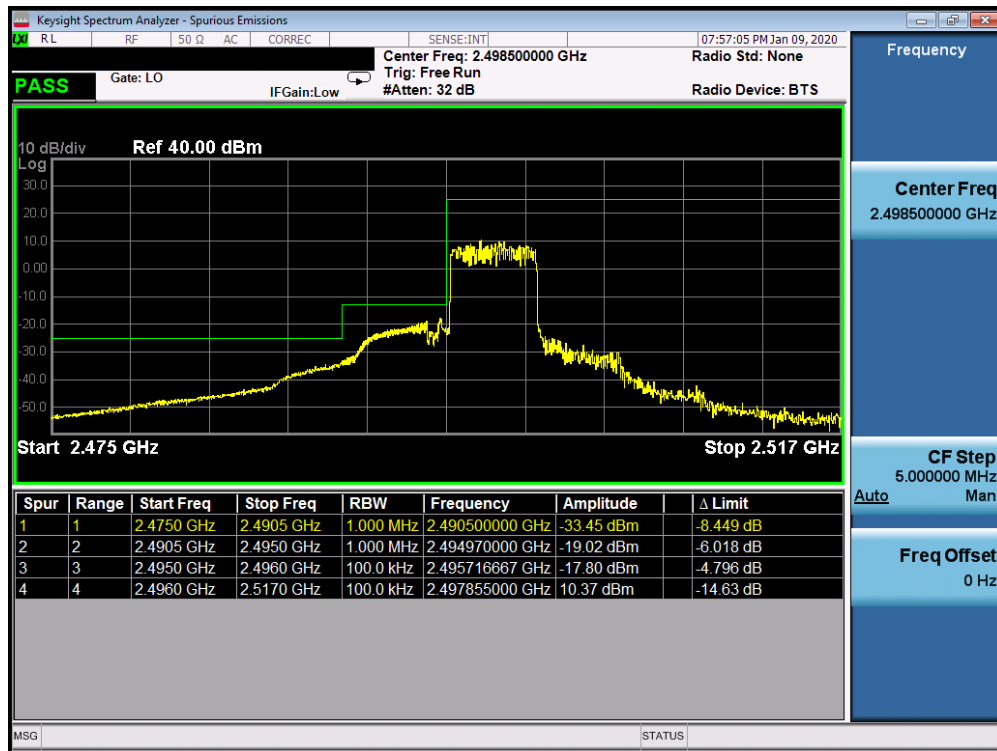 Keysight Spectrum Analyzer - Spurious Emissions
LXI RL RF 50 Ω AC CORREC SENSE:INT 07:57:05 PM Jan 09, 2020
Center Freq: 2.498500000 GHz Radio Std: None
PASS Gate: LO Trig: Free Run
IFGain:Low #Atten: 32 dB Radio Device: BTS
10 dB/div Ref 40.00 dBm
Log
30.0
20.0
10.0
0.00
-10.0
-20.0
-30.0
-40.0
-50.0
Start 2.475 GHz Stop 2.517 GHz
Spur Range Start Freq Stop Freq RBW Frequency Amplitude Δ Limit
1 1 2.4750 GHz 2.4905 GHz 1.000 MHz 2.490500000 GHz -33.45 dBm -8.449 dB
2 2 2.4905 GHz 2.4950 GHz 1.000 MHz 2.494970000 GHz -19.02 dBm -6.018 dB
3 3 2.4950 GHz 2.4960 GHz 100.0 kHz 2.495716667 GHz -17.80 dBm -4.796 dB
4 4 2.4960 GHz 2.5170 GHz 100.0 kHz 2.497855000 GHz 10.37 dBm -14.63 dB
MSG STATUS
Frequency
Center Freq
2.498500000 GHz
CF Step
5.000000 MHz
Auto Man
Freq Offset
0 Hz